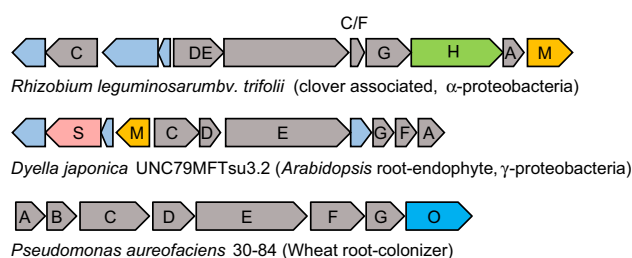 C/F
C DE G H A M
Rhizobium leguminosarumbv. trifolii (clover associated, α-proteobacteria)
S M C D E G F A
Dyella japonica UNC79MFTsu3.2 (Arabidopsis root-endophyte, γ-proteobacteria)
A B C D E F G O
Pseudomonas aureofaciens 30-84 (Wheat root-colonizer)